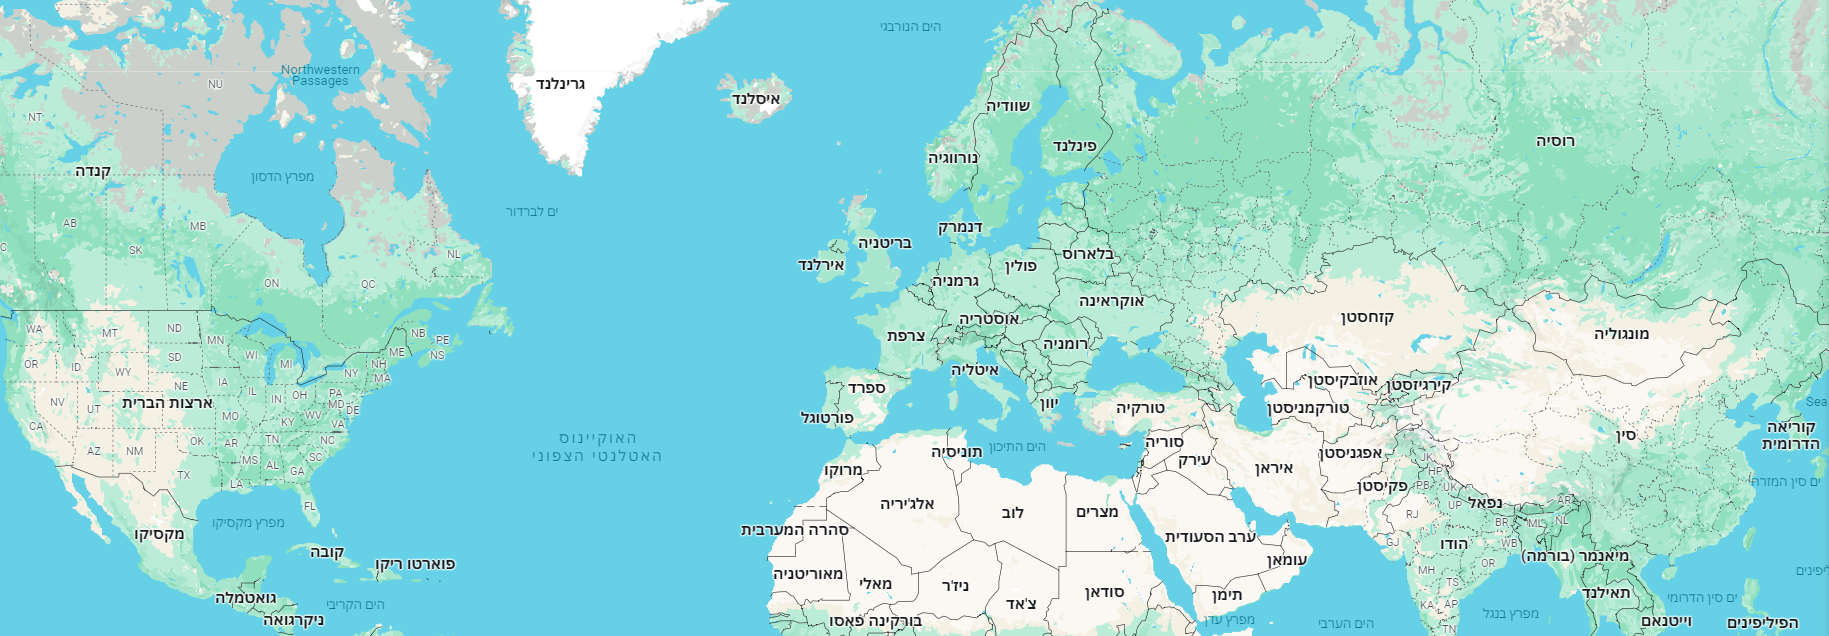 הים הנורבגי
Northwestern
Passages
NU
גרינלנד
איסלנד
שוודיה
NT
רוסיה
פינלנד
נורווגיה
קנדה
מפרץ הדסון
ים לברדור
AB
MB
דנמרק
בריטניה
SK
NL
בלארוס
אירלנד
פולין
ON
QC
גרמניה
אוקראינה
אוסטריה
קזחסטן
WA
MT
ND
MN
NB
PE
צרפת
רומניה
מונגוליה
OR
ID
WY
SD
WI
MI
ME
NS
NH
NY
MA
איטליה
אוזבקיסטן
קירגיזסטן
NE
IA
ספרד
NV
UT
ארצות הברית
IL
IN
OH
PA
MD
DE
יוון
טורקיה
טורקמניסטן
Sea
CA
MO
KY
WV
VA
פורטוגל
קוריאה
הדרומית
AZ
NM
OK
AR
TN
NC
האוקיינוס
האטלנטי הצפוני
תוניסיה
הים התיכון
סוריה
סין
MS
AL
SC
GA
מרוקו
עירק
איראן
אפגניסטן
JK
HP
TX
LA
פקיסטן
PB
UK
ים סין המזרח
FL
אלג'יריה
לוב
מצרים
RJ
UP
נפאל
AR
מפרץ מקסיקו
מקסיקו
סהרה המערבית
ערב הסעודית
BR
ML
NL
קובה
פוארטו ריקו
עומאן
GJ
הודו
WB
מיאנמר (בורמה)
OR
MH
TS
מאוריטניה
מאלי
ניז'ר
צ'אד
סודאן
תימן
תאילנד
ים סין הדרומי
גואטמלה
הים הקריבי
KA
AP
ניקרגואה
בורקינה פאסו
מפרץ עדן
הים הערבי
מפרץ בנגל
TN
וייטנאם
הפיליפינים